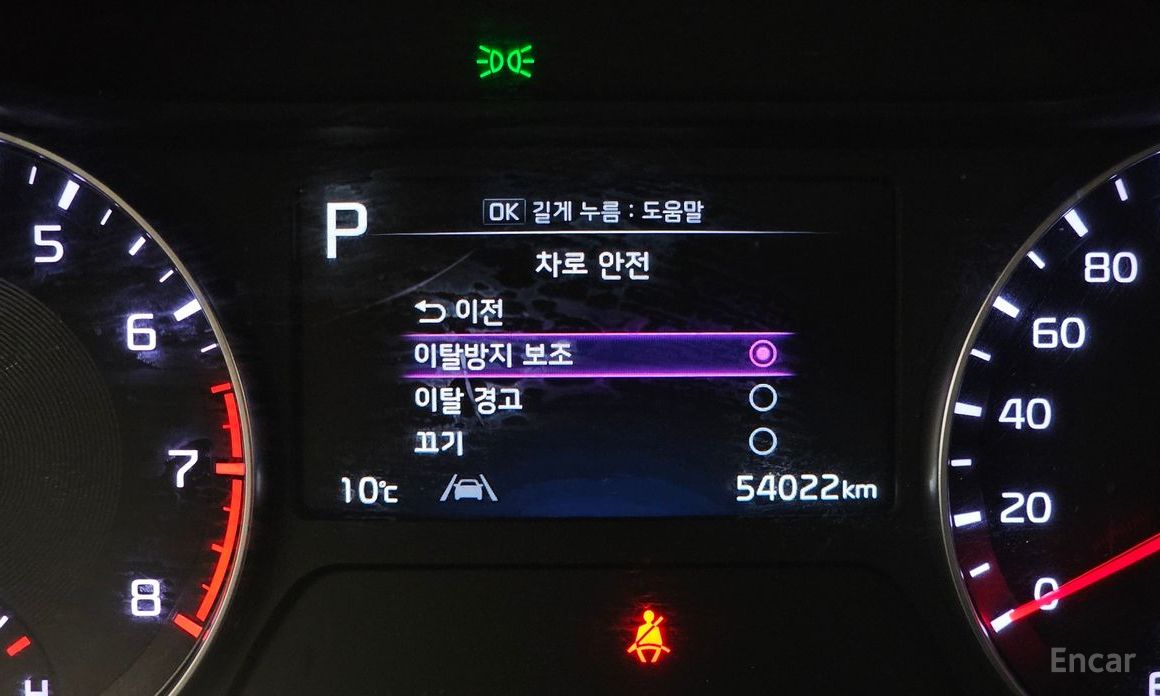 P
OK 길게 누름 : 도움말
차로 안전
이전
이탈방지 보조
이탈 경고
끄기
10℃
54022km
5
6
7
8
H
80
60
40
20
0
Encar